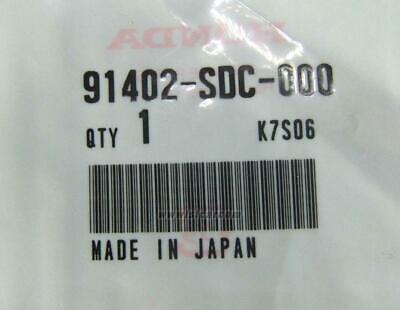 HONDA
91402-SDC-000
QTY 1 K7S06
MADE IN JAPAN